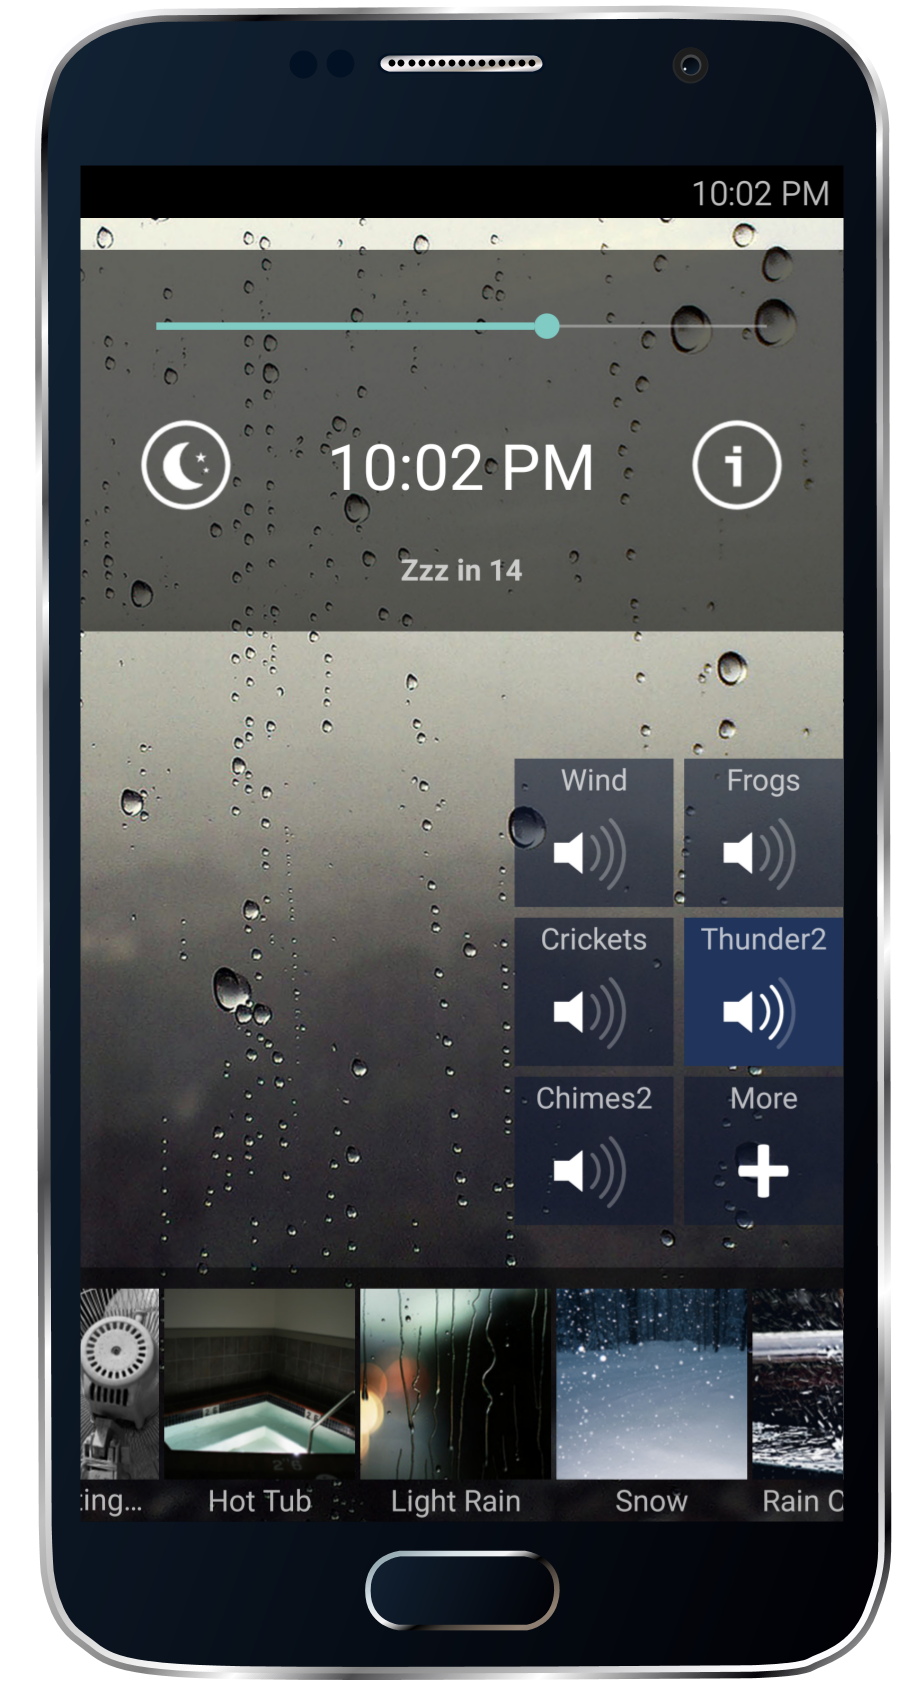 10:02 PM
10:02 PM
Zzz in 14
Wind
Frogs
Crickets
Thunder2
Chimes2
More
ting...
Hot Tub
Light Rain
Snow
Rain